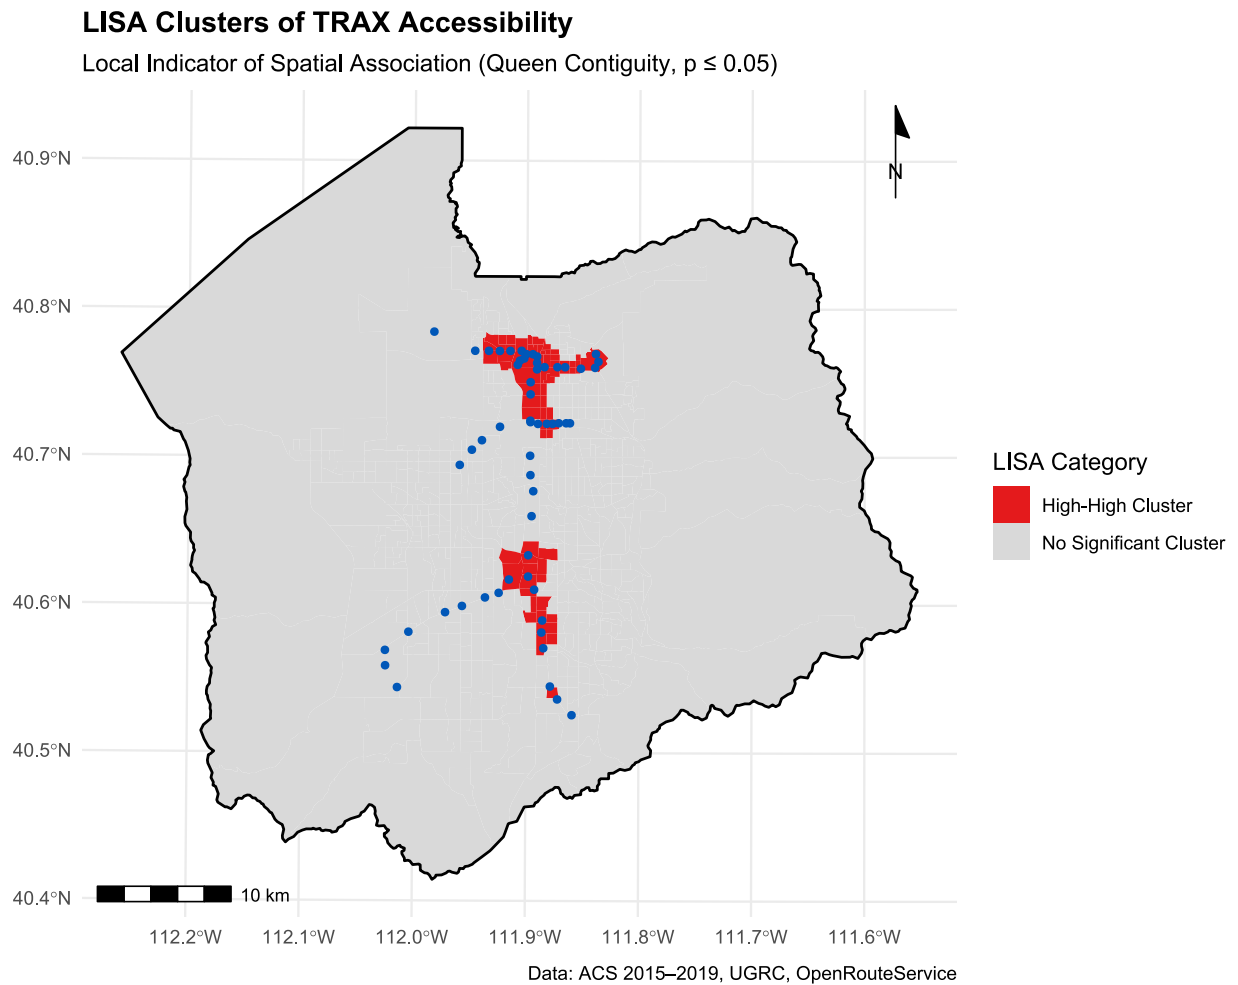 LISA Clusters of TRAX Accessibility
Local Indicator of Spatial Association (Queen Contiguity, p ≤ 0.05)
N
40.9°N
40.8°N
40.7°N
40.6°N
40.5°N
40.4°N
LISA Category
High-High Cluster
No Significant Cluster
10 km
112.2°W 112.1°W 112.0°W 111.9°W 111.8°W 111.7°W 111.6°W
Data: ACS 2015–2019, UGRC, OpenRouteService